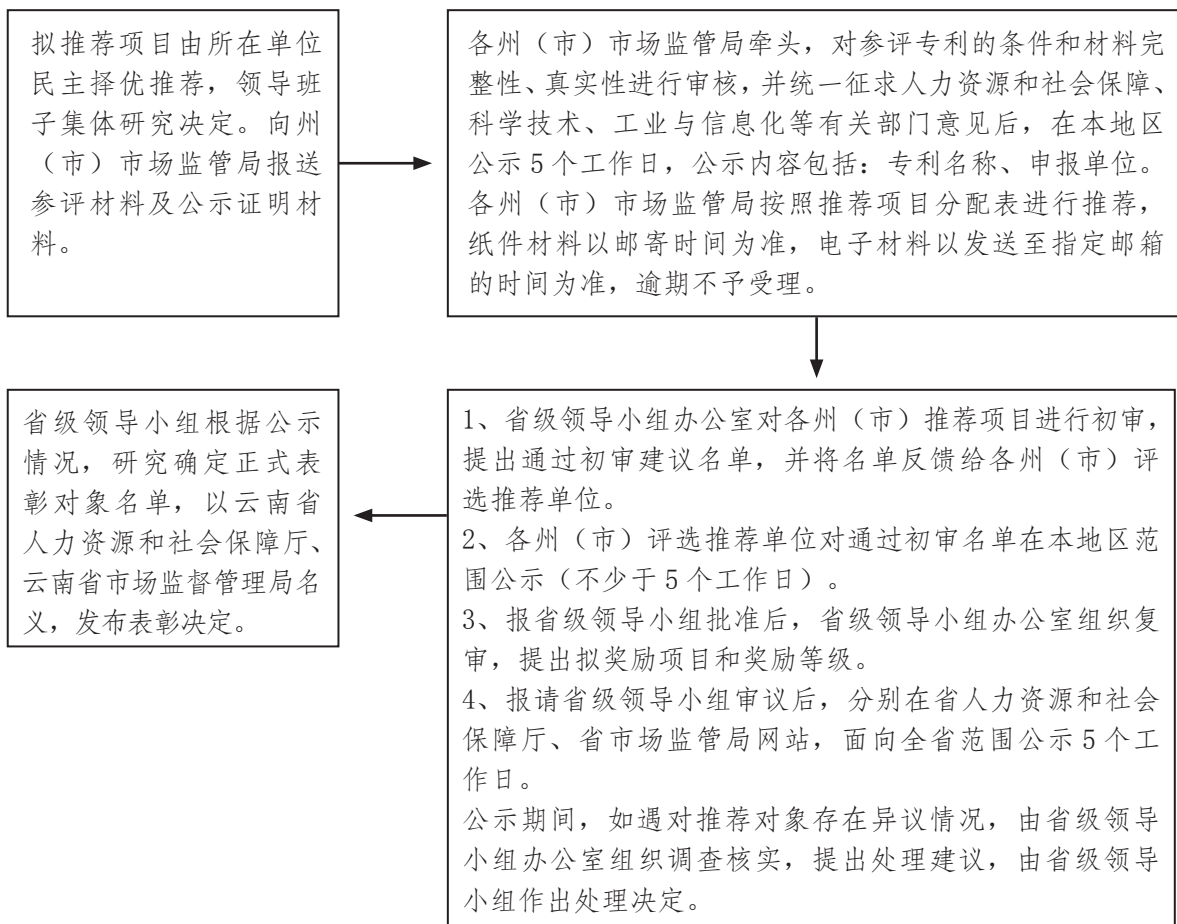 拟推荐项目由所在单位
民主择优推荐，领导班
子集体研究决定。向州
（市）市场监管局报送
参评材料及公示证明材
料。
各州（市）市场监管局牵头，对参评专利的条件和材料完
整性、真实性进行审核，并统一征求人力资源和社会保障、
科学技术、工业与信息化等有关部门意见后，在本地区
公示 5 个工作日，公示内容包括：专利名称、申报单位。
各州（市）市场监管局按照推荐项目分配表进行推荐，
纸件材料以邮寄时间为准，电子材料以发送至指定邮箱
的时间为准，逾期不予受理。
1、省级领导小组办公室对各州（市）推荐项目进行初审，
提出通过初审建议名单，并将名单反馈给各州（市）评
选推荐单位。
2、各州（市）评选推荐单位对通过初审名单在本地区范
围公示（不少于 5 个工作日）。
3、报省级领导小组批准后，省级领导小组办公室组织复
审，提出拟奖励项目和奖励等级。
4、报请省级领导小组审议后，分别在省人力资源和社会
保障厅、省市场监管局网站，面向全省范围公示 5 个工
作日。
公示期间，如遇对推荐对象存在异议情况，由省级领导
小组办公室组织调查核实，提出处理建议，由省级领导
小组作出处理决定。
省级领导小组根据公示
情况，研究确定正式表
彰对象名单，以云南省
人力资源和社会保障厅、
云南省市场监督管理局名
义，发布表彰决定。